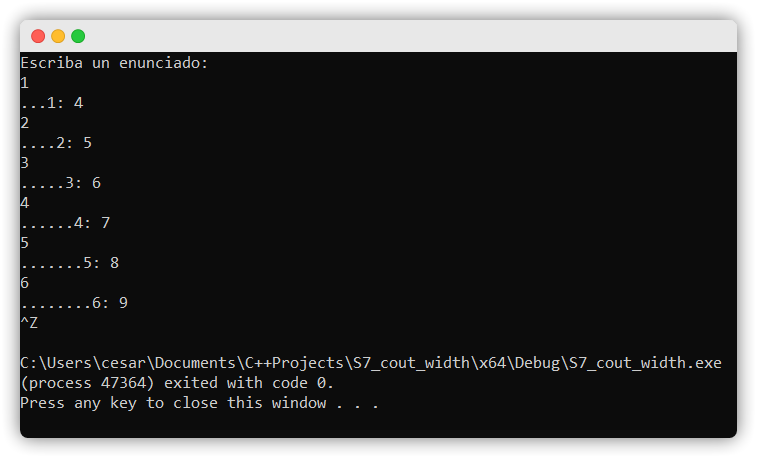 Escriba un enunciado:
1
...1: 4
2
....2: 5
3
.....3: 6
4
......4: 7
5
.......5: 8
6
........6: 9
^Z
C:\Users\cesar\Documents\C++Projects\S7_cout_width\x64\Debug\S7_cout_width.exe
(process 47364) exited with code 0.
Press any key to close this window . . .